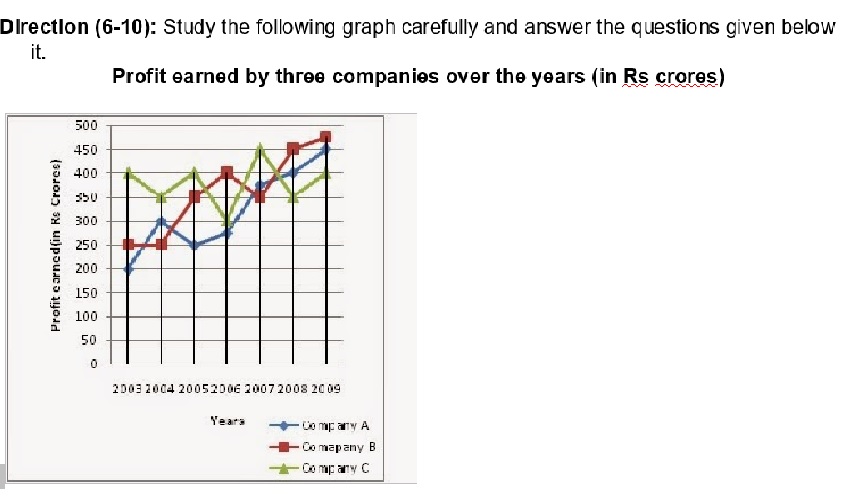 Direction (6-10): Study the following graph carefully and answer the questions given below
it.
Profit earned by three companies over the years (in Rs crores)
500
450
400
350
300
250
200
150
100
50
0
Profit earned(in Rs Crores)
2003 2004 2005 2006 2007 2008 2009
Years
Company A
Comapany B
Company C